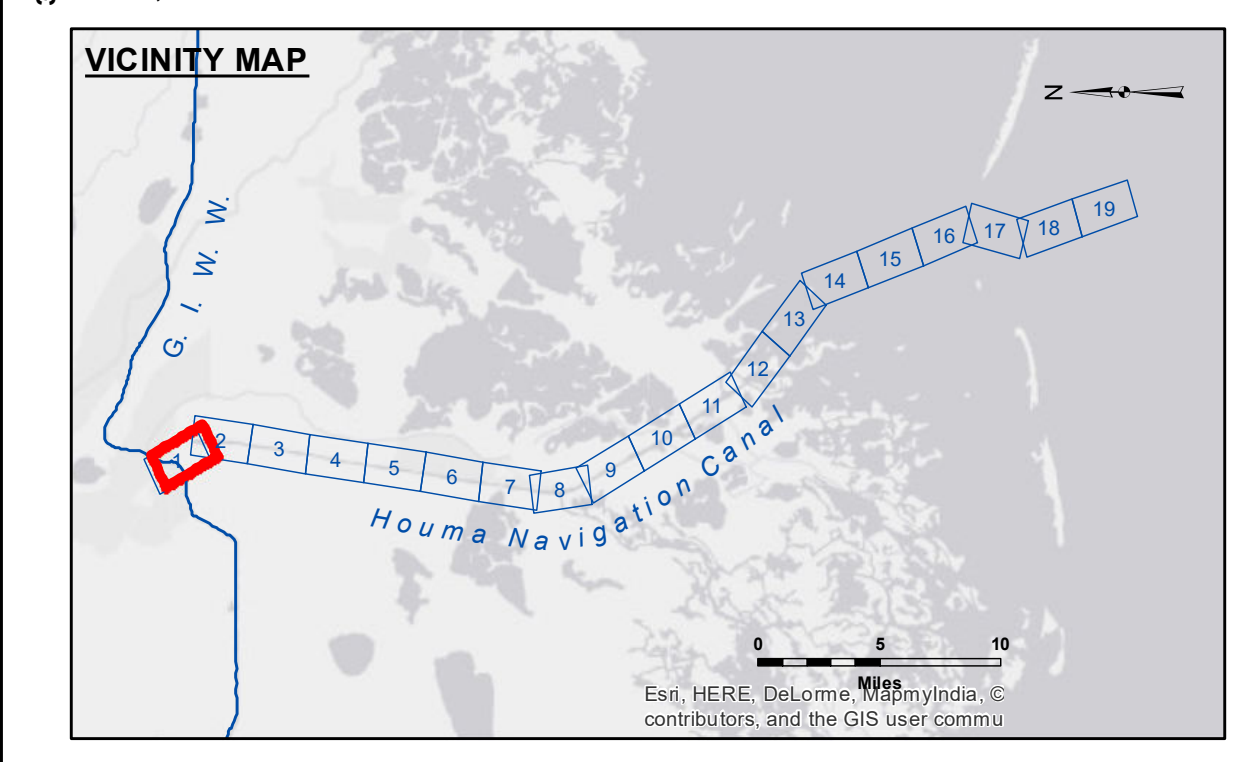 VICINITY MAP
N
G. I. W. W.
1
2
3
4
5
6
7
8
9
10
11
12
13
14
15
16
17
18
19
Houma Navigation Canal
0 5 10
Miles
Esri, HERE, DeLorme, MapmyIndia, ©
contributors, and the GIS user commu